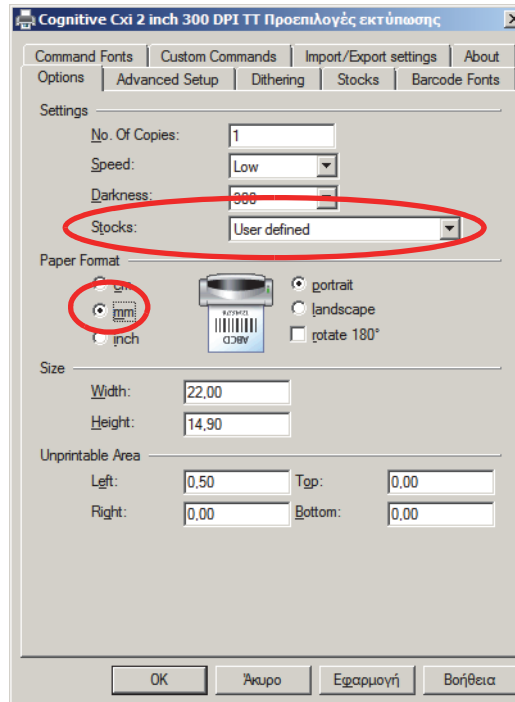 Cognitive Cxi 2 inch 300 DPI TT Προεπιλογές εκτύπωσης
Command Fonts Custom Commands Import/Export settings About
Options Advanced Setup Dithering Stocks Barcode Fonts
Settings
No. Of Copies: 1
Speed: Low
Darkness: 300
Stocks: User defined
Paper Format
cm portrait
mm landscape
inch rotate 180°
ABCD
Size
Width: 22,00
Height: 14,90
Unprintable Area
Left: 0,50 Top: 0,00
Right: 0,00 Bottom: 0,00
OK Άκυρο Εφαρμογή Βοήθεια